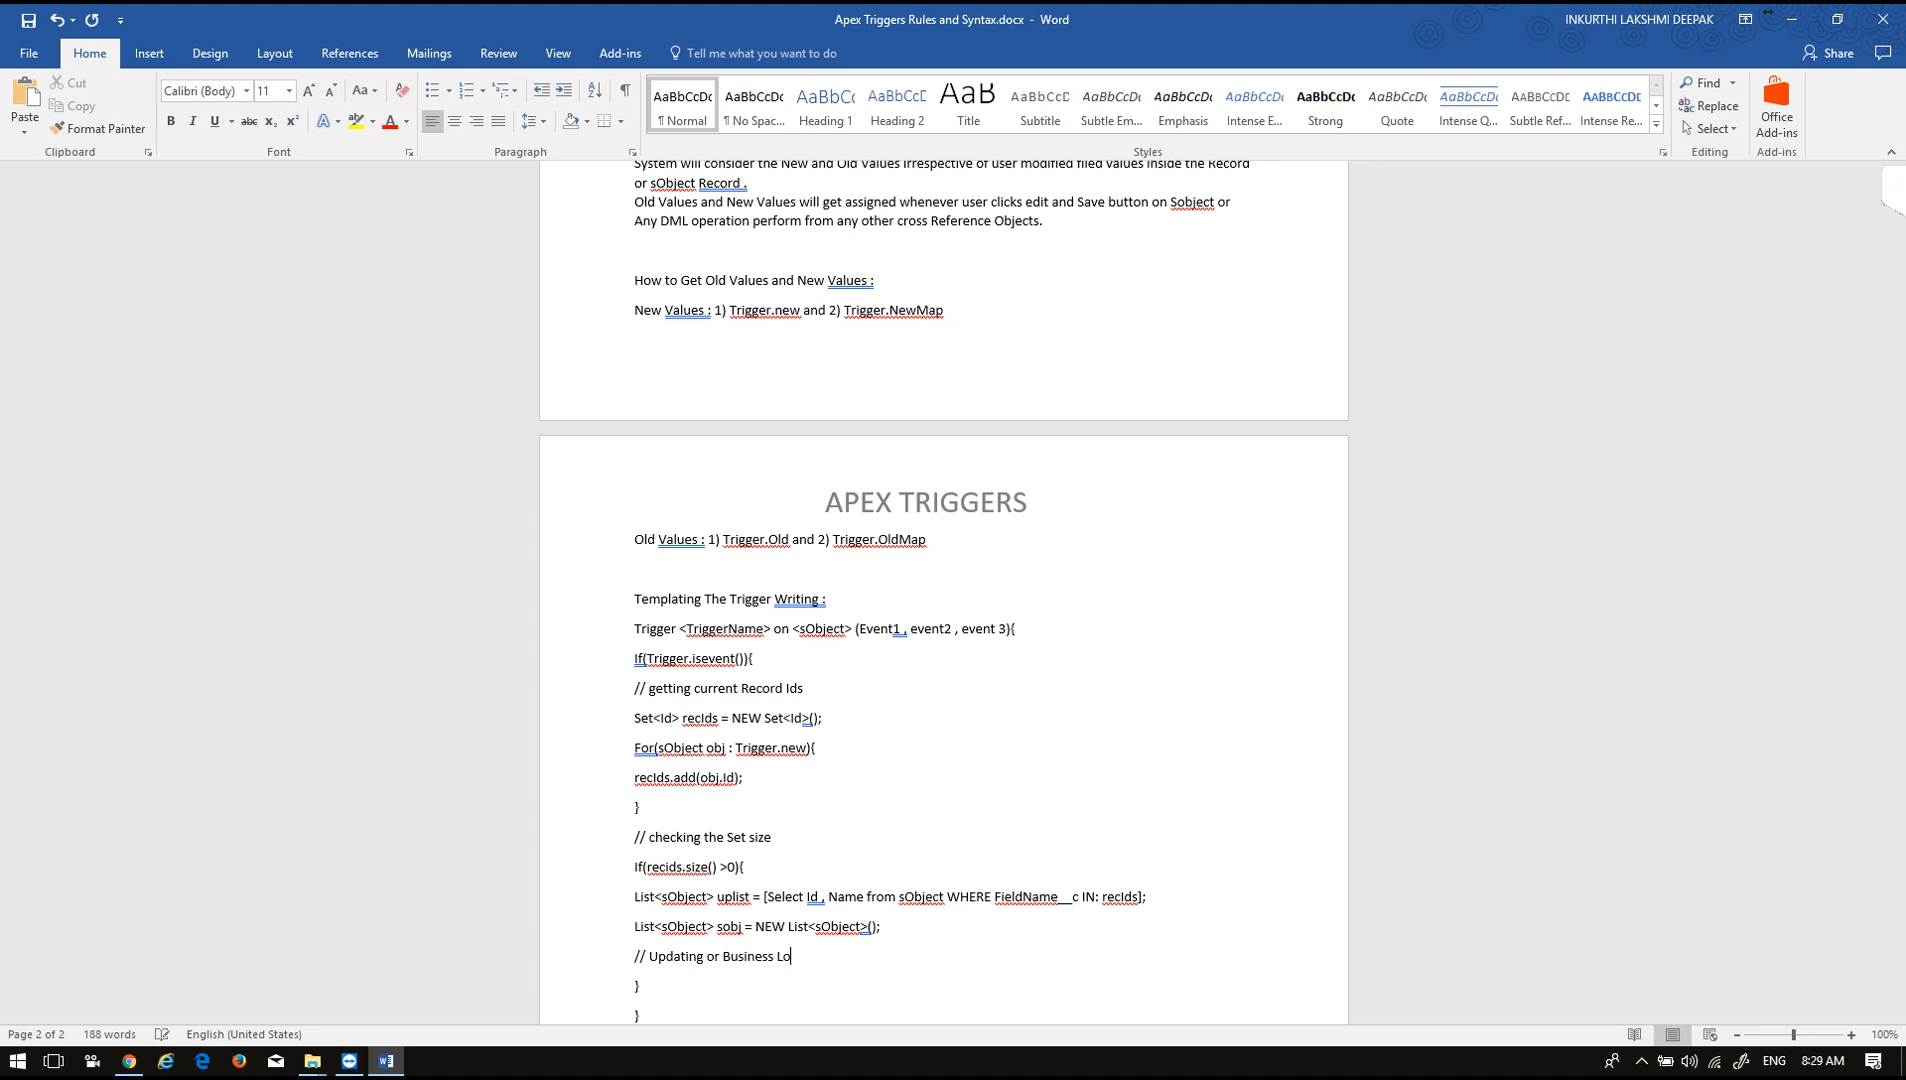 Apex Triggers Rules and Syntax.docx - Word
INKURTHI LAKSHMI DEEPAK
File Home Insert Design Layout References Mailings Review View Add-ins Tell me what you want to do
Share
Paste
Cut
Copy
Format Painter
Clipboard
Calibri (Body) 11
Font
Paragraph
AaBbCcDc AaBbCcDc AaBbCc AaBbCcD AaB AaBbCcD AaBbCcDc AaBbCcDc AaBbCcDc AaBbCcDc AaBbCcDc AaBbCcDc AaBbCcDd AaBbCcDd
¶ Normal ¶ No Spac... Heading 1 Heading 2 Title Subtitle Subtle Em... Emphasis Intense E... Strong Quote Intense Q... Subtle Ref... Intense Re...
Styles
Find
Replace
Select
Editing
Office
Add-ins
Add-ins
System will consider the New and Old Values irrespective of user modified filed values inside the Record
or sObject Record .
Old Values and New Values will get assigned whenever user clicks edit and Save button on Sobject or
Any DML operation perform from any other cross Reference Objects.
How to Get Old Values and New Values :
New Values : 1) Trigger.new and 2) Trigger.NewMap
APEX TRIGGERS
Old Values : 1) Trigger.Old and 2) Trigger.OldMap
Templating The Trigger Writing :
Trigger <TriggerName> on <sObject> (Event1 , event2 , event 3){
If(Trigger.isevent()){
// getting current Record Ids
Set<Id> recIds = NEW Set<Id>();
For(sObject obj : Trigger.new){
recIds.add(obj.Id);
}
// checking the Set size
If(recids.size() >0){
List<sObject> uplist = [Select Id , Name from sObject WHERE FieldName__c IN: recIds];
List<sObject> sobj = NEW List<sObject>();
// Updating or Business Lo
}
}
Page 2 of 2 188 words English (United States)
100%
ENG 8:29 AM